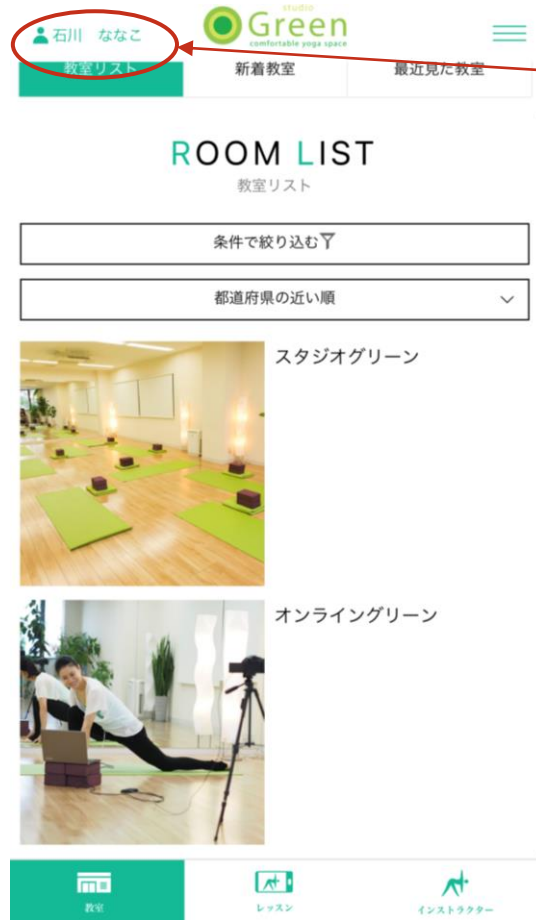 石川　ななこ
studio
Green
comfortable yoga space
教室リスト
新着教室
最近見た教室
ROOM LIST
教室リスト
条件で絞り込む
都道府県の近い順
スタジオグリーン
オンライングリーン
教室
レッスン
インストラクター